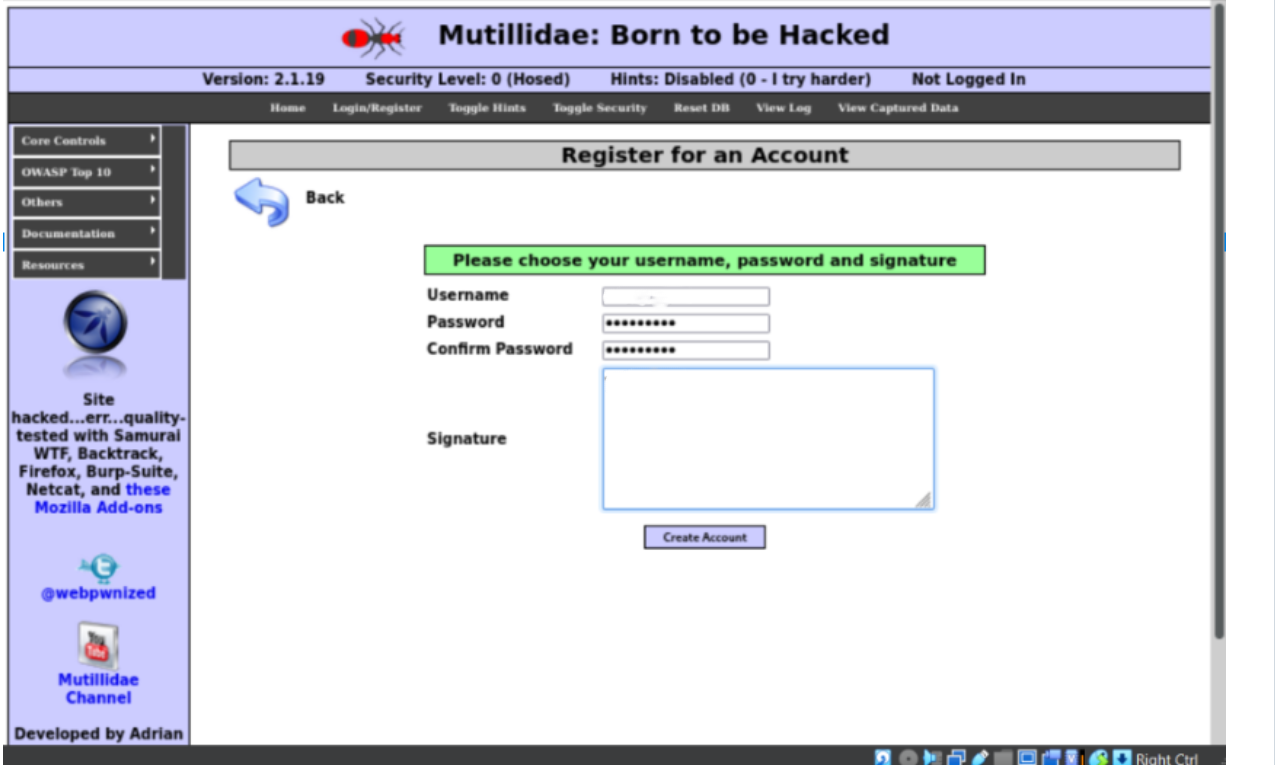 Mutillidae: Born to be Hacked
Version: 2.1.19 Security Level: 0 (Hosed) Hints: Disabled (0 - I try harder) Not Logged In
Home Login/Register Toggle Hints Toggle Security Reset DB View Log View Captured Data
Core Controls
OWASP Top 10
Others
Documentation
Resources
Site
hacked...err...quality-
tested with Samurai
WTF, Backtrack,
Firefox, Burp-Suite,
Netcat, and these
Mozilla Add-ons
@webpwnized
You
Tube
Mutillidae
Channel
Developed by Adrian
Register for an Account
Back
Please choose your username, password and signature
Username
Password •••••••••
Confirm Password •••••••••
Signature
Create Account
Right Ctrl